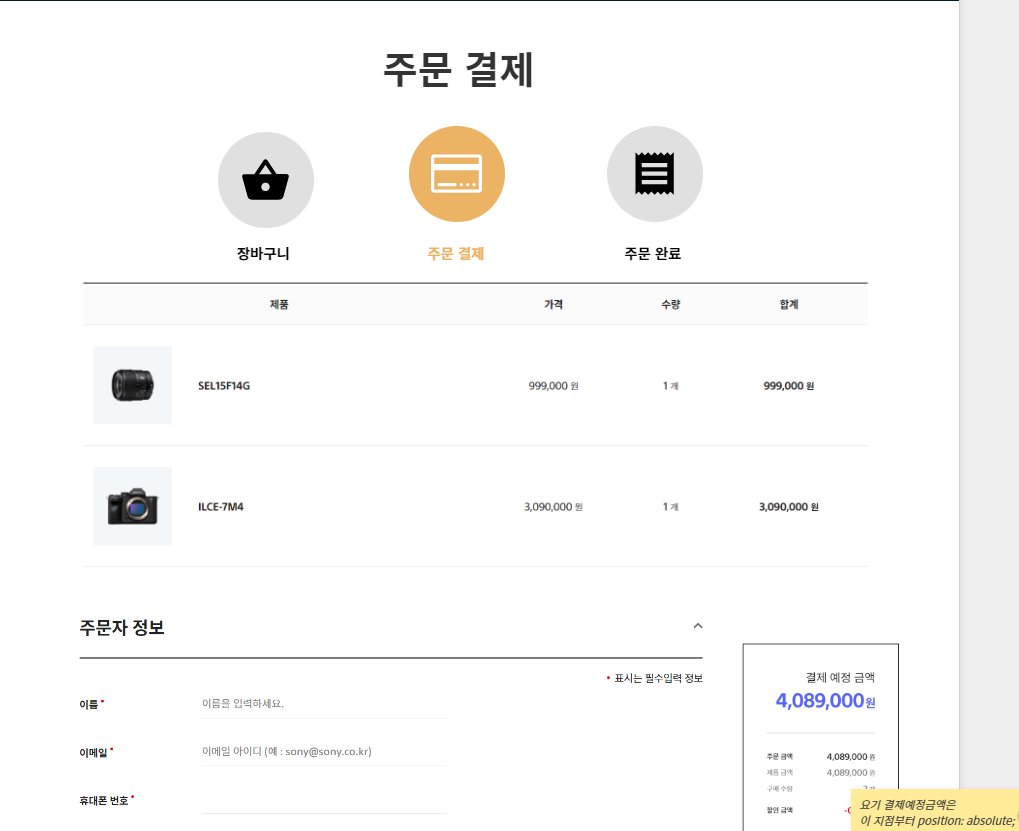 주문 결제
장바구니
주문 결제
주문 완료
제품 가격 수량 합계
SEL15F14G 999,000 원 1 개 999,000 원
ILCE-7M4 3,090,000 원 1 개 3,090,000 원
주문자 정보
• 표시는 필수입력 정보
이름 • 이름을 입력하세요.
이메일 • 이메일 아이디 (예 : sony@sony.co.kr)
휴대폰 번호 •
결제 예정 금액
4,089,000원
주문 금액 4,089,000 원
제품 금액 4,089,000 원
구매 수량
할인 금액
요기 결제예정금액은
이 지점부터 position: absolute;